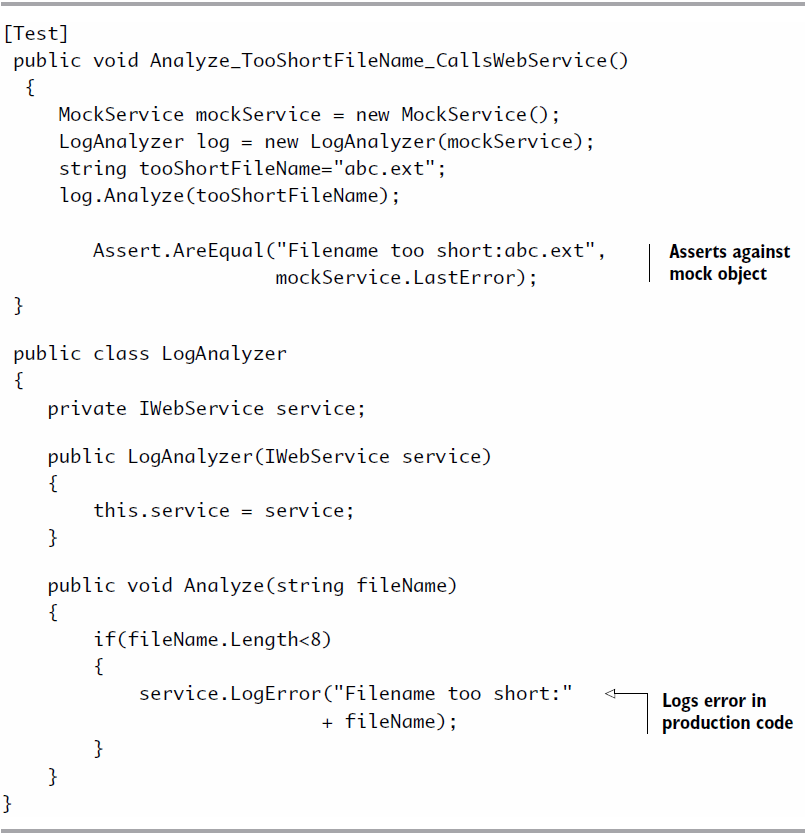 [Test]
public void Analyze_TooShortFileName_CallsWebService()
{
MockService mockService = new MockService();
LogAnalyzer log = new LogAnalyzer(mockService);
string tooShortFileName="abc.ext";
log.Analyze(tooShortFileName);
Assert.AreEqual("Filename too short:abc.ext",
mockService.LastError);
Asserts against
mock object
}
public class LogAnalyzer
{
private IWebService service;
public LogAnalyzer(IWebService service)
{
this.service = service;
}
public void Analyze(string fileName)
{
if(fileName.Length<8)
{
service.LogError("Filename too short:"
+ fileName);
Logs error in
production code
}
}
}